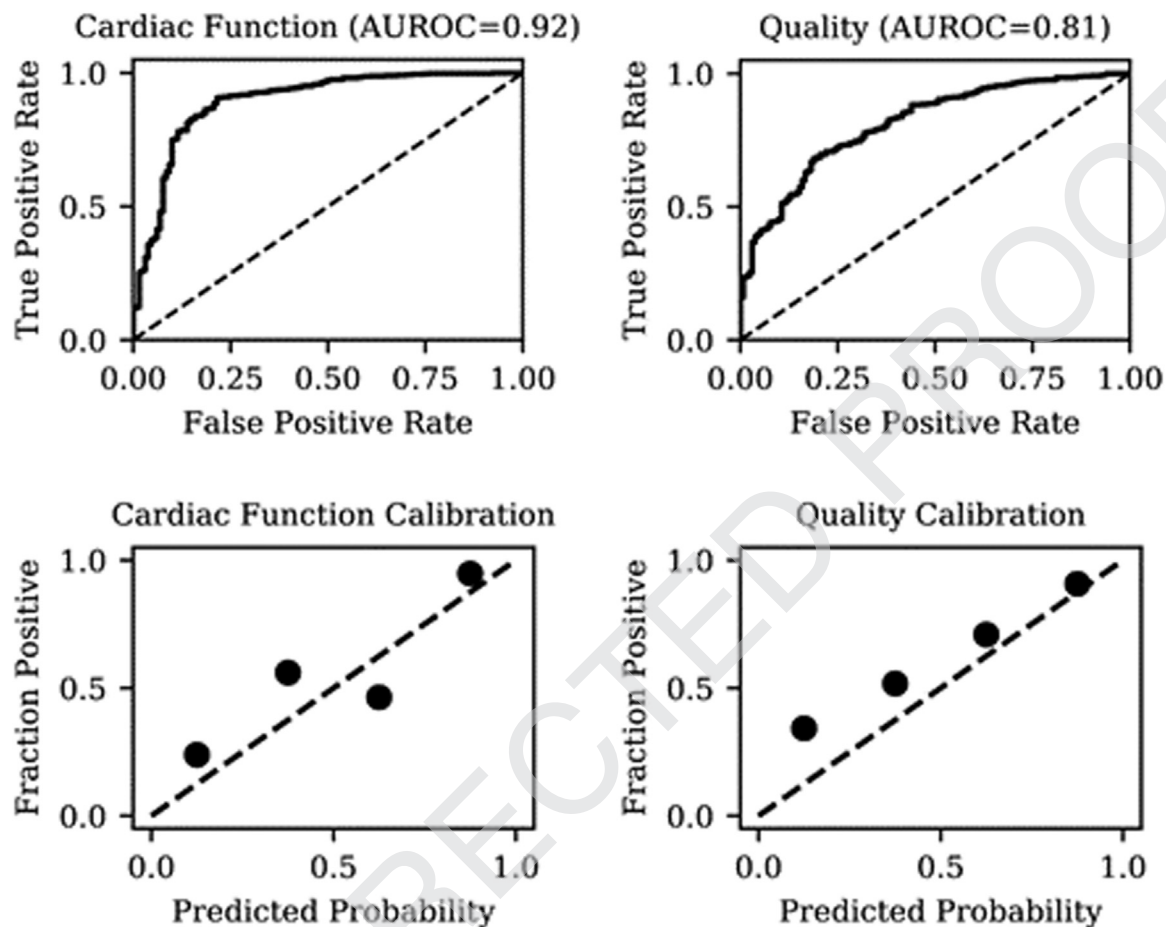 Cardiac Function (AUROC=0.92)
True Positive Rate
1.0
0.5
0.0
0.00 0.25 0.50 0.75 1.00
False Positive Rate
Quality (AUROC=0.81)
True Positive Rate
1.0
0.5
0.0
0.00 0.25 0.50 0.75 1.00
False Positive Rate
Cardiac Function Calibration
Fraction Positive
1.0
0.5
0.0
0.0 0.5 1.0
Predicted Probability
Quality Calibration
Fraction Positive
1.0
0.5
0.0
0.0 0.5 1.0
Predicted Probability
RECTED PROO